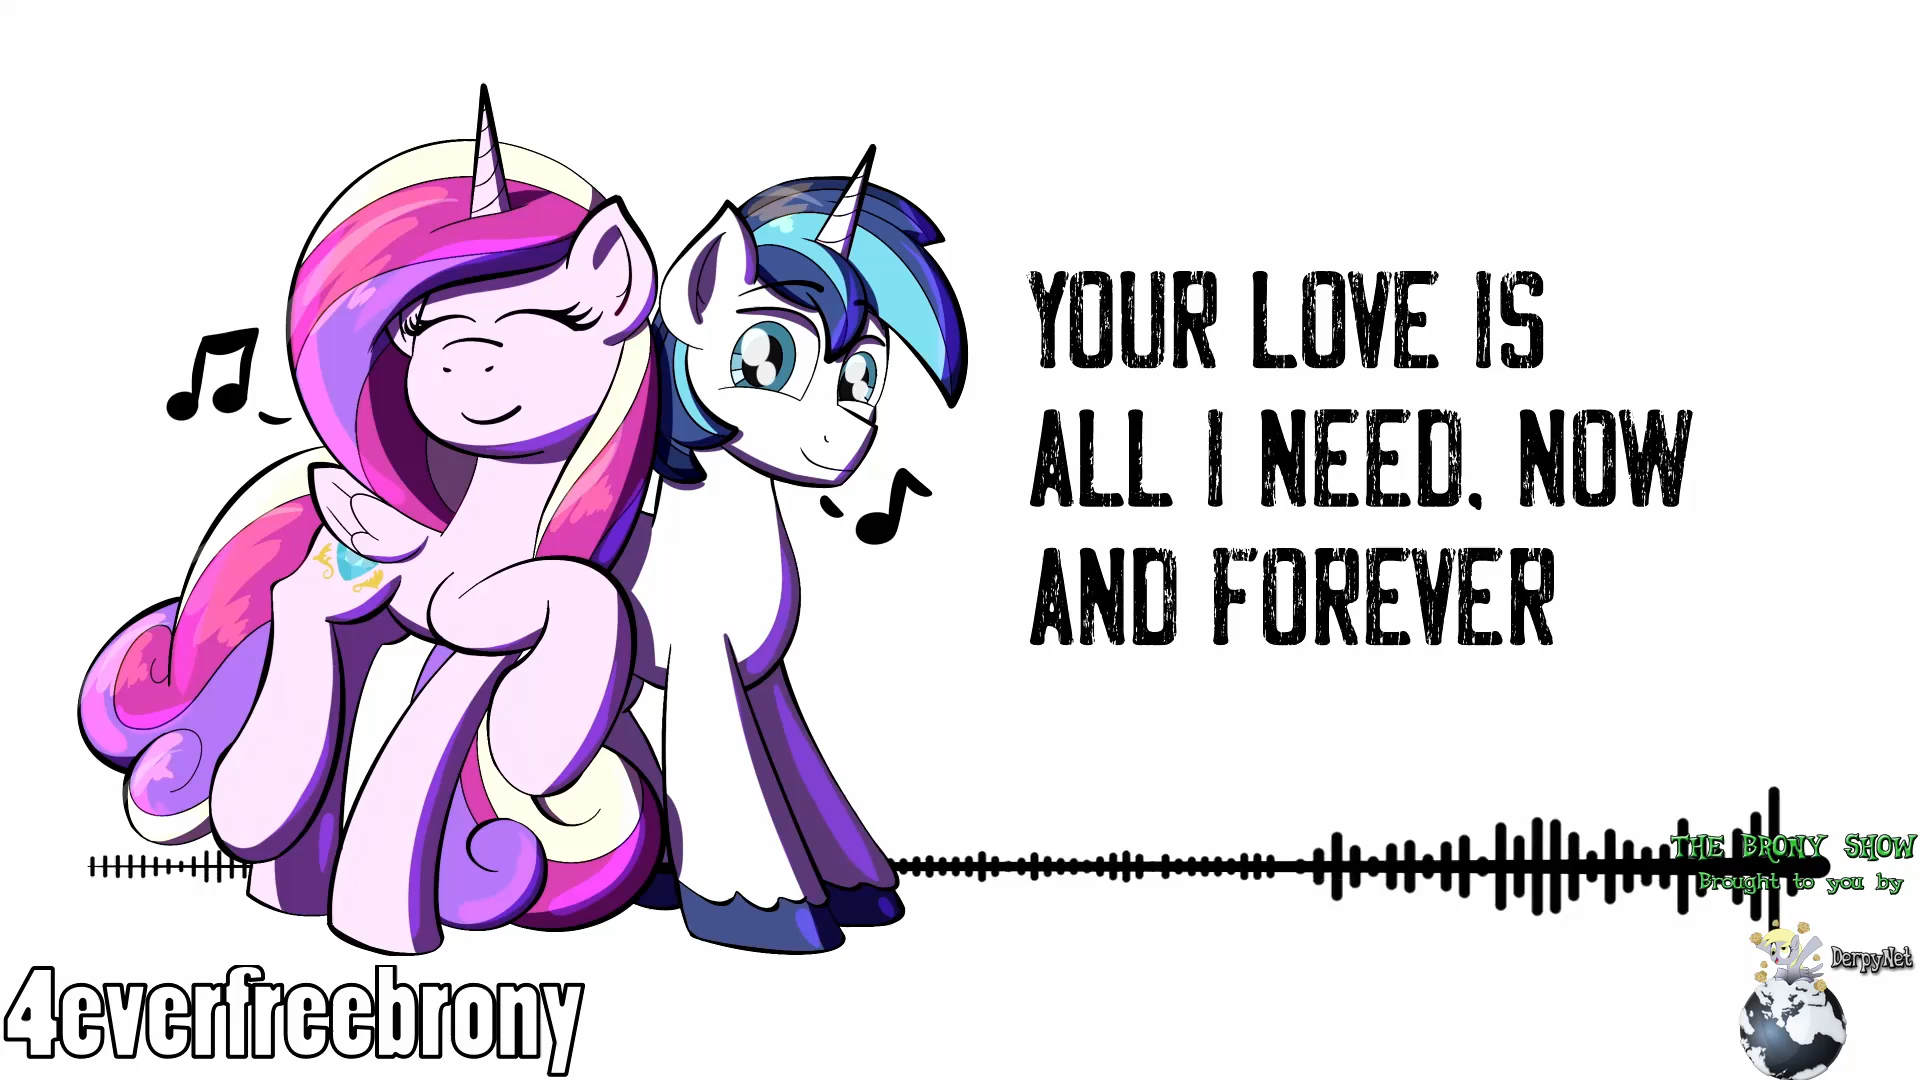 YOUR LOVE IS
ALL I NEED, NOW
AND FOREVER
THE BRONY SHOW
Brought to you by
DerpyNet
4everfreebrony